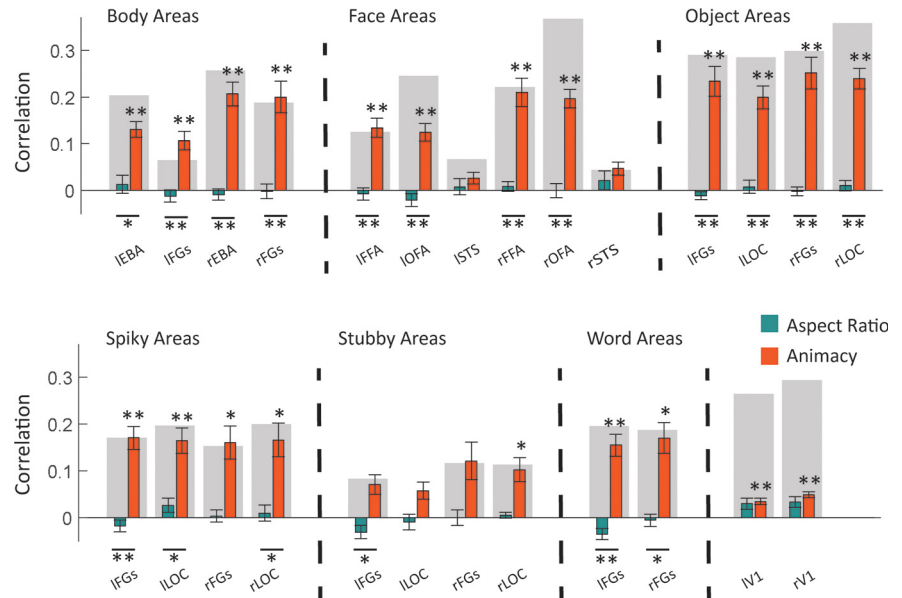 Body Areas
Face Areas
Object Areas
Correlation
0.3
0.2
0.1
0
** ** ** ** ** ** ** ** ** ** ** **
* ** ** ** ** ** ** ** ** ** ** **
lEBA lFGs rEBA rFGs lFFA lOFA lSTS rFFA rOFA rSTS lFGs lLOC rFGs rLOC
Spiky Areas
Stubby Areas
Word Areas
Aspect Ratio
Animacy
Correlation
0.3
0.2
0.1
0
** ** * * * ** * ** **
** * * * ** *
lFGs lLOC rFGs rLOC lFGs lLOC rFGs rLOC lFGs rFGs lV1 rV1